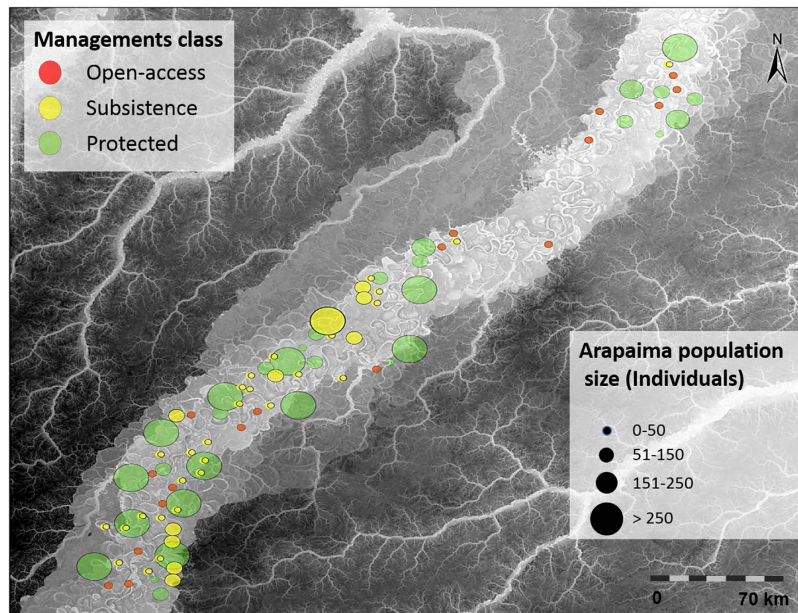 Managements class
Open-access
Subsistence
Protected
N
Arapaima population
size (Individuals)
0-50
51-150
151-250
> 250
0 70 km